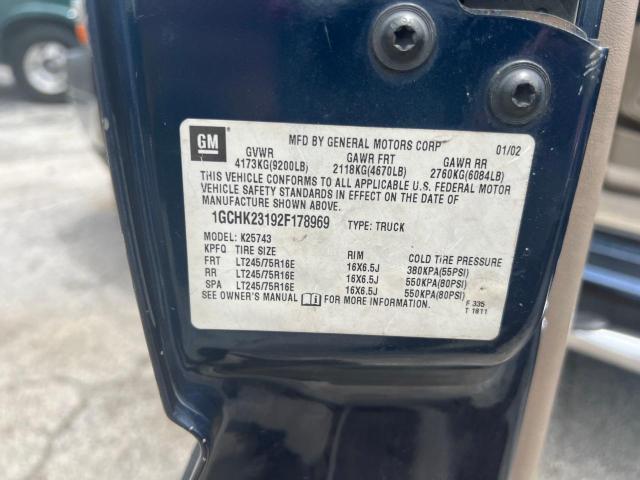 GM
MFD BY GENERAL MOTORS CORP 01/02
GVWR GAWR FRT GAWR RR
4173KG(9200LB) 2118KG(4670LB) 2760KG(6084LB)
THIS VEHICLE CONFORMS TO ALL APPLICABLE U.S. FEDERAL MOTOR
VEHICLE SAFETY STANDARDS IN EFFECT ON THE DATE OF
MANUFACTURE SHOWN ABOVE.
1GCHK23192F178969 TYPE: TRUCK
MODEL: K25743
KPFQ TIRE SIZE RIM COLD TIRE PRESSURE
FRT LT245/75R16E 16X6.5J 380KPA(55PSI)
RR LT245/75R16E 16X6.5J 550KPA(80PSI)
SPA LT245/75R16E 16X6.5J 550KPA(80PSI)
SEE OWNER'S MANUAL FOR MORE INFORMATION.
F 335
T 1811